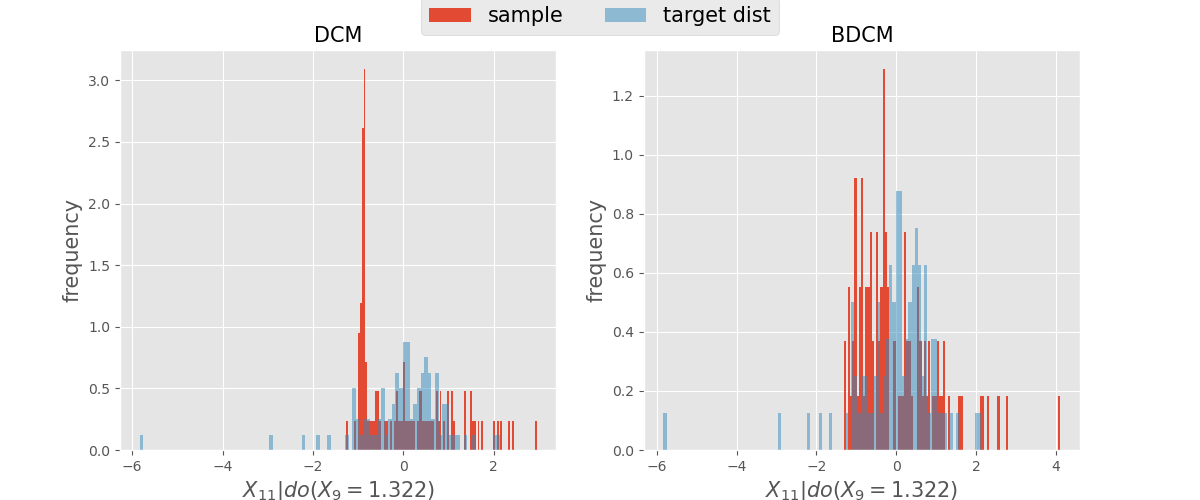 sample target dist
DCM BDCM
frequency
3.0
2.5
2.0
1.5
1.0
0.5
0.0
−6 −4 −2 0 2
X₁₁|do(X₉ = 1.322)
frequency
1.2
1.0
0.8
0.6
0.4
0.2
0.0
−6 −4 −2 0 2 4
X₁₁|do(X₉ = 1.322)